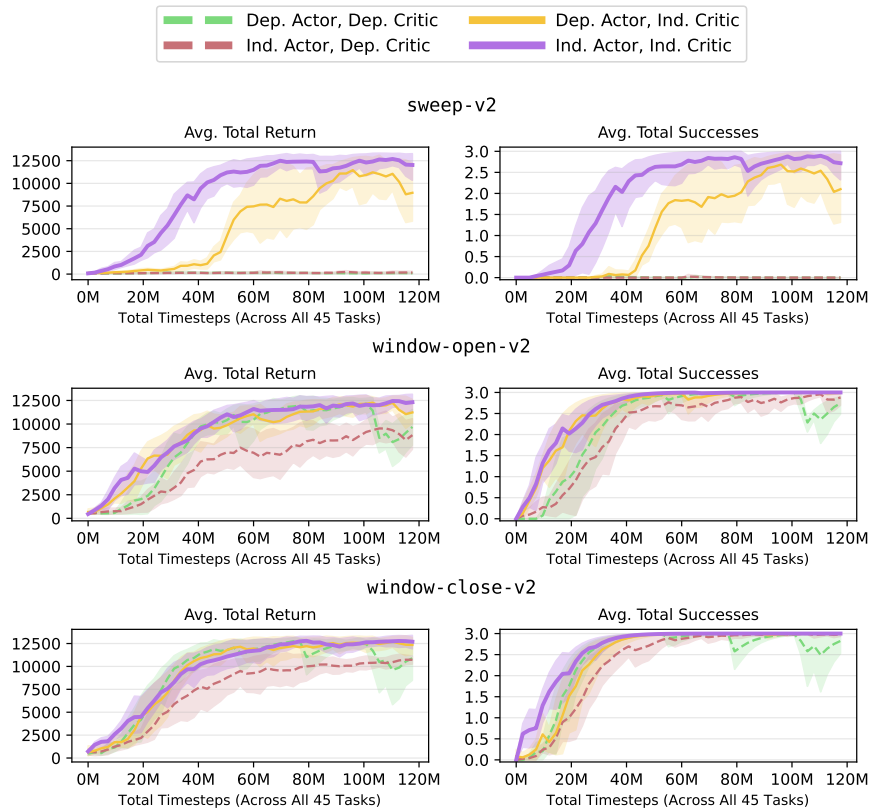 Dep. Actor, Dep. Critic
Dep. Actor, Ind. Critic
Ind. Actor, Dep. Critic
Ind. Actor, Ind. Critic
sweep-v2
Avg. Total Return
Avg. Total Successes
12500
10000
7500
5000
2500
0
0M 20M 40M 60M 80M 100M 120M
Total Timesteps (Across All 45 Tasks)
3.0
2.5
2.0
1.5
1.0
0.5
0.0
0M 20M 40M 60M 80M 100M 120M
Total Timesteps (Across All 45 Tasks)
window-open-v2
Avg. Total Return
Avg. Total Successes
12500
10000
7500
5000
2500
0
0M 20M 40M 60M 80M 100M 120M
Total Timesteps (Across All 45 Tasks)
3.0
2.5
2.0
1.5
1.0
0.5
0.0
0M 20M 40M 60M 80M 100M 120M
Total Timesteps (Across All 45 Tasks)
window-close-v2
Avg. Total Return
Avg. Total Successes
12500
10000
7500
5000
2500
0
0M 20M 40M 60M 80M 100M 120M
Total Timesteps (Across All 45 Tasks)
3.0
2.5
2.0
1.5
1.0
0.5
0.0
0M 20M 40M 60M 80M 100M 120M
Total Timesteps (Across All 45 Tasks)